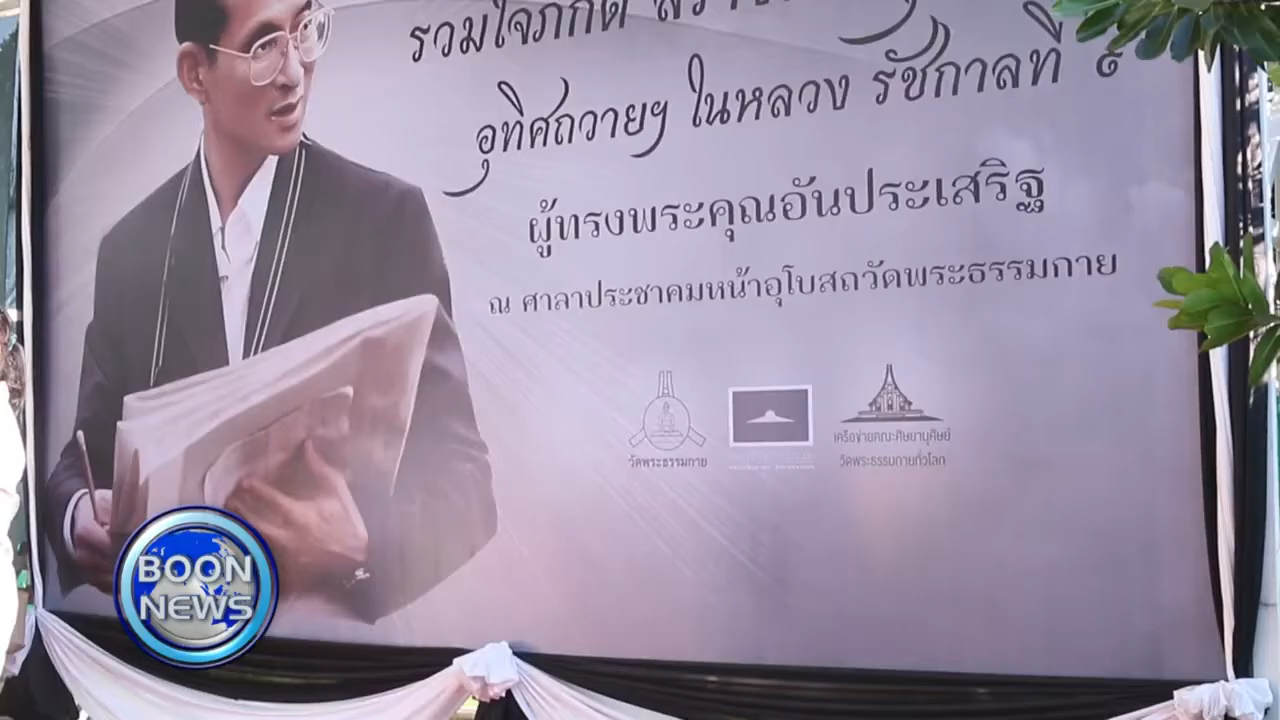 รวมใจภักดี
อุทิศถวายฯ ในหลวง รัชกาลที่ ๙
ผู้ทรงพระคุณอันประเสริฐ
ณ ศาลาประชาคมหน้าอุโบสถวัดพระธรรมกาย
วัดพระธรรมกาย
เครือข่ายคณะศิษยานุศิษย์
วัดพระธรรมกายทั่วโลก
BOON
NEWS